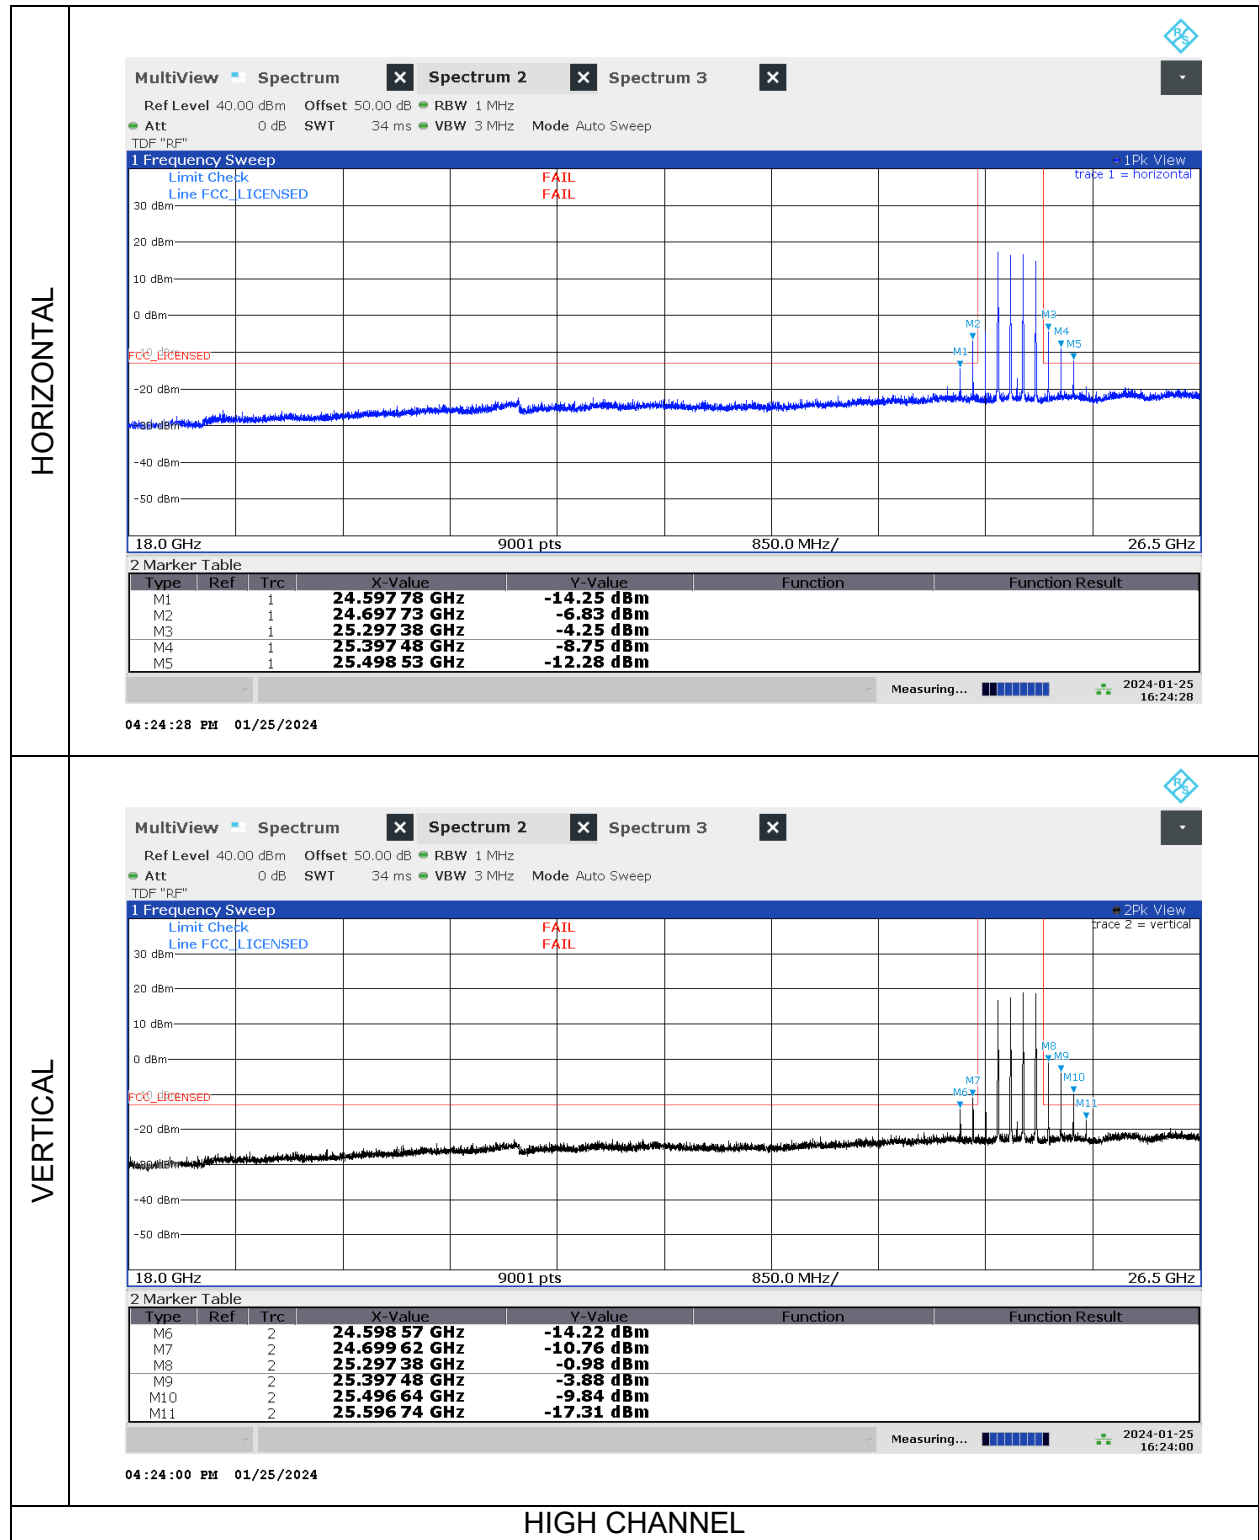 HORIZONTAL
R&S
MultiView Spectrum X Spectrum 2 X Spectrum 3 X
Ref Level 40.00 dBm Offset 50.00 dB RBW 1 MHz
Att 0 dB SWT 34 ms VBW 3 MHz Mode Auto Sweep
TDF "RF"
1 Frequency Sweep 1Pk View
Limit Check FAIL trace 1 = horizontal
Line FCC_LICENSED FAIL
30 dBm
20 dBm
10 dBm
0 dBm
M3
M2
M4
M5
M1
-10 dBm
FCC_LICENSED
-20 dBm
-30 dBm
-40 dBm
-50 dBm
18.0 GHz 9001 pts 850.0 MHz/ 26.5 GHz
2 Marker Table
Type Ref Trc X-Value Y-Value Function Function Result
M1 1 24.597 78 GHz -14.25 dBm
M2 1 24.697 73 GHz -6.83 dBm
M3 1 25.297 38 GHz -4.25 dBm
M4 1 25.397 48 GHz -8.75 dBm
M5 1 25.498 53 GHz -12.28 dBm
Measuring... 2024-01-25
16:24:28
04:24:28 PM 01/25/2024
VERTICAL
R&S
MultiView Spectrum X Spectrum 2 X Spectrum 3 X
Ref Level 40.00 dBm Offset 50.00 dB RBW 1 MHz
Att 0 dB SWT 34 ms VBW 3 MHz Mode Auto Sweep
TDF "RF"
1 Frequency Sweep 2Pk View
Limit Check FAIL trace 2 = vertical
Line FCC_LICENSED FAIL
30 dBm
20 dBm
10 dBm
0 dBm
M8
M9
M7
M10
M6
M11
-10 dBm
FCC_LICENSED
-20 dBm
-30 dBm
-40 dBm
-50 dBm
18.0 GHz 9001 pts 850.0 MHz/ 26.5 GHz
2 Marker Table
Type Ref Trc X-Value Y-Value Function Function Result
M6 2 24.598 57 GHz -14.22 dBm
M7 2 24.699 62 GHz -10.76 dBm
M8 2 25.297 38 GHz -0.98 dBm
M9 2 25.397 48 GHz -3.88 dBm
M10 2 25.496 64 GHz -9.84 dBm
M11 2 25.596 74 GHz -17.31 dBm
Measuring... 2024-01-25
16:24:00
04:24:00 PM 01/25/2024
HIGH CHANNEL